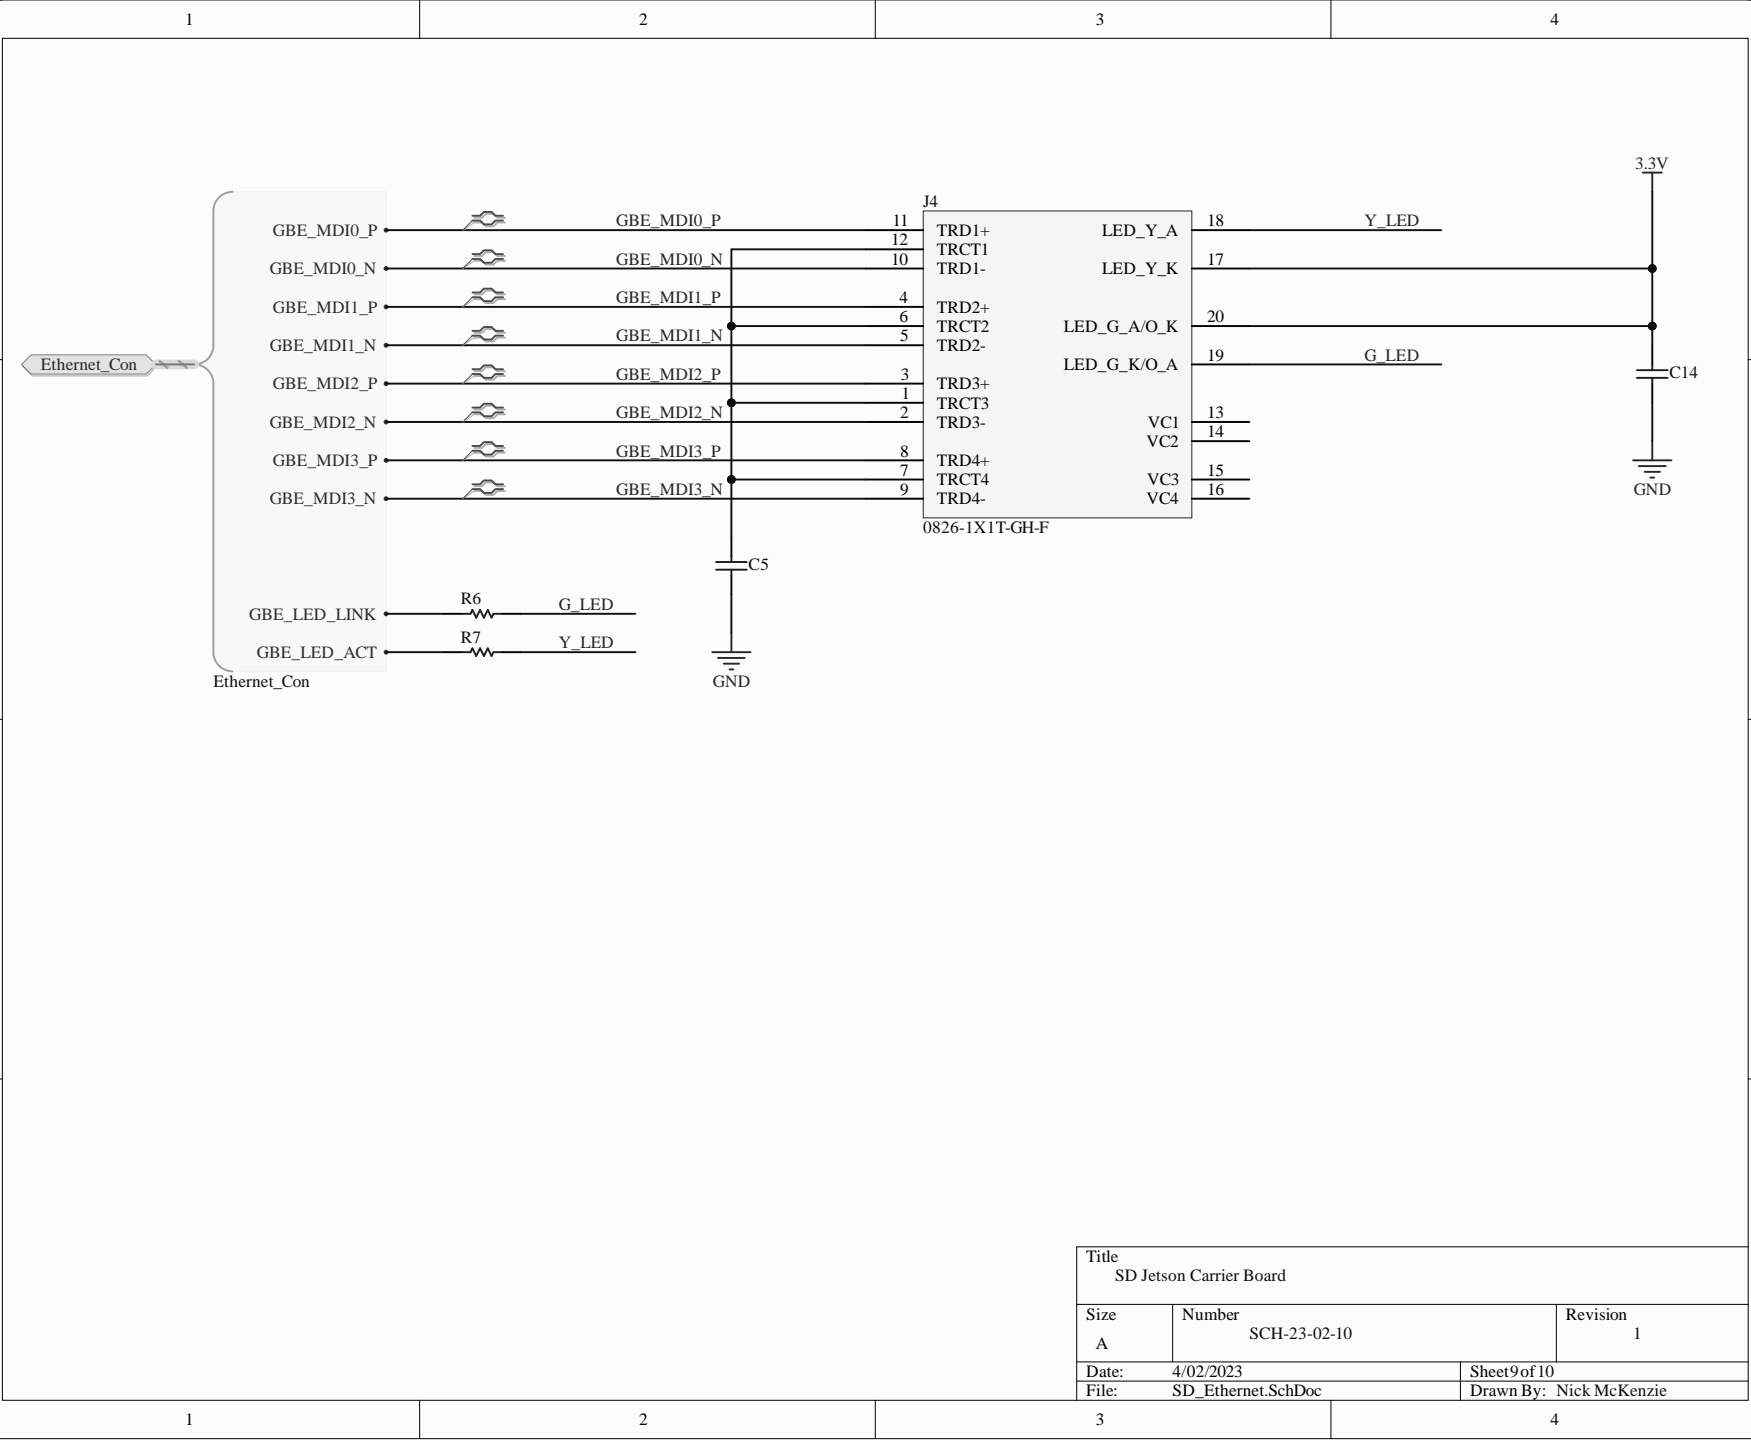 1 2 3 4
3.3V
J4
GBE_MDI0_P GBE_MDI0_P 11 TRD1+ LED_Y_A 18 Y_LED
12 TRCT1
GBE_MDI0_N GBE_MDI0_N 10 TRD1- LED_Y_K 17
GBE_MDI1_P GBE_MDI1_P 4 TRD2+
6 TRCT2 LED_G_A/O_K 20
GBE_MDI1_N GBE_MDI1_N 5 TRD2-
Ethernet_Con LED_G_K/O_A 19 G_LED
C14
GBE_MDI2_P GBE_MDI2_P 3 TRD3+
1 TRCT3
GBE_MDI2_N GBE_MDI2_N 2 TRD3- VC1 13
VC2 14
GBE_MDI3_P GBE_MDI3_P 8 TRD4+
7 TRCT4 VC3 15
GBE_MDI3_N GBE_MDI3_N 9 TRD4- VC4 16
GND
0826-1X1T-GH-F
C5
GBE_LED_LINK R6 G_LED
GBE_LED_ACT R7 Y_LED
Ethernet_Con GND
Title
SD Jetson Carrier Board
Size Number Revision
A SCH-23-02-10 1
Date: 4/02/2023 Sheet9 of 10
File: SD_Ethernet.SchDoc Drawn By: Nick McKenzie
1 2 3 4